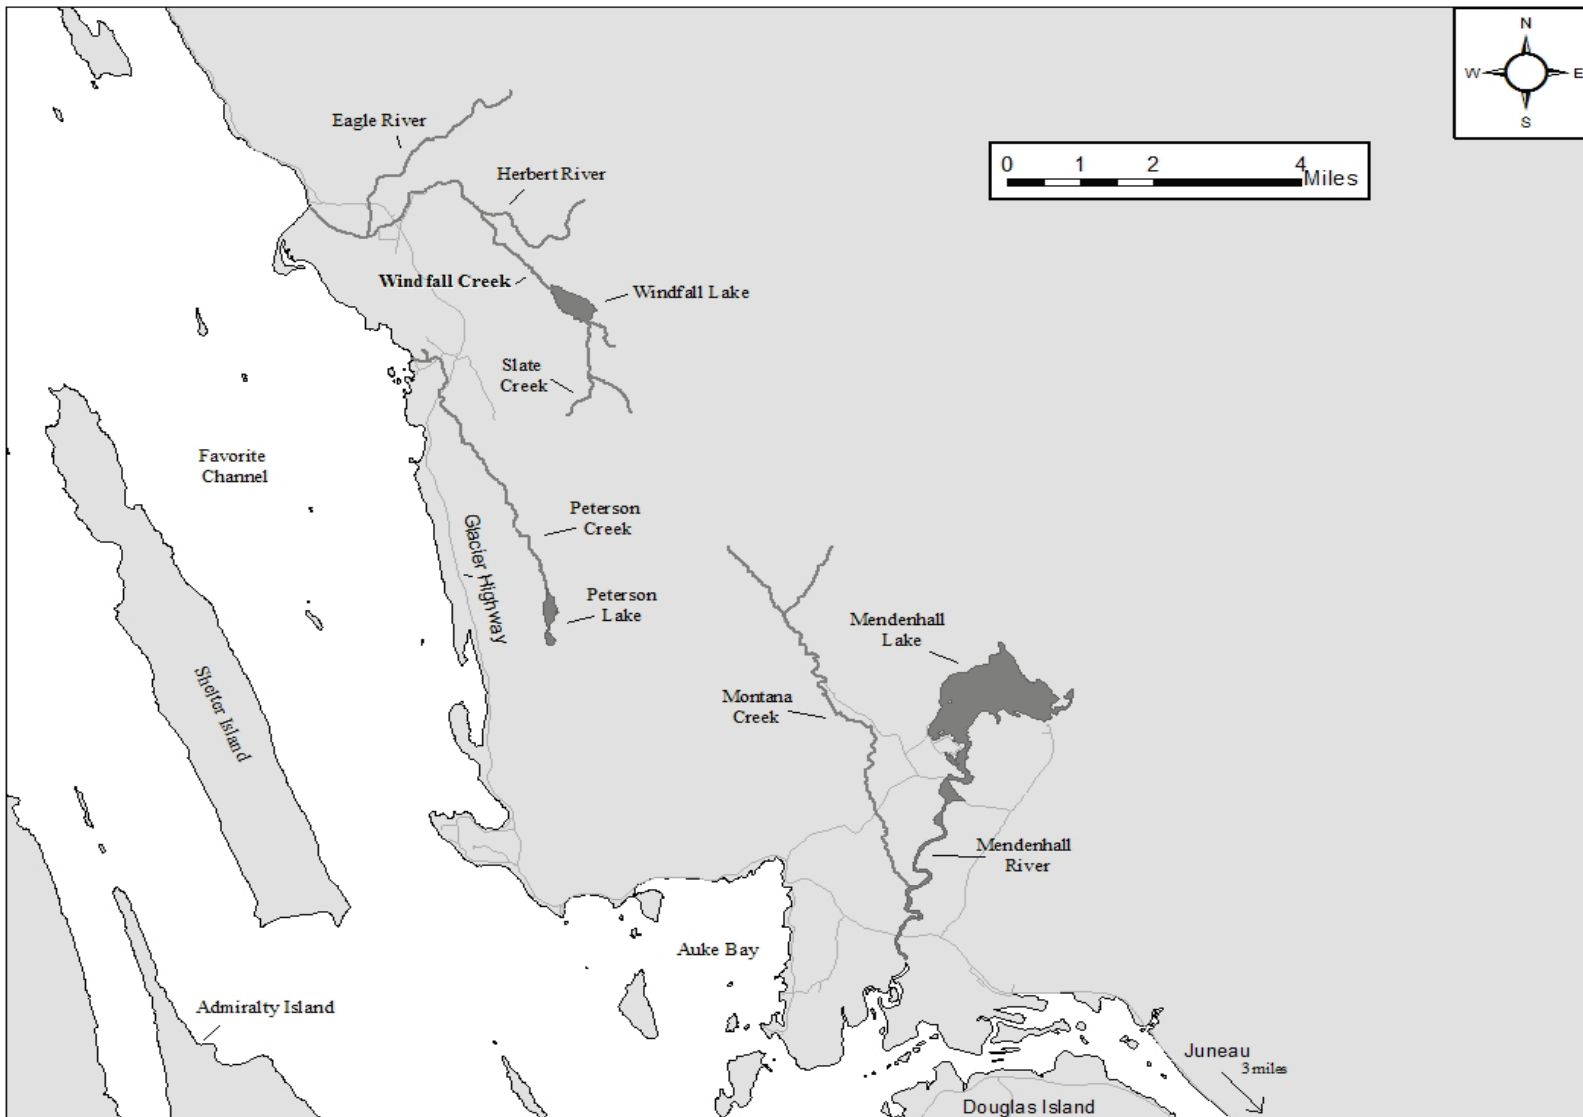 N
W E
S
Eagle River
0 1 2 4
Miles
Herbert River
Windfall Creek
Windfall Lake
Slate
Creek
Favorite
Channel
Peterson
Creek
Glacier Highway
Peterson
Lake
Mendenhall
Lake
Shelter Island
Montana
Creek
Mendenhall
River
Auke Bay
Admiralty Island
Juneau
3 miles
Douglas Island